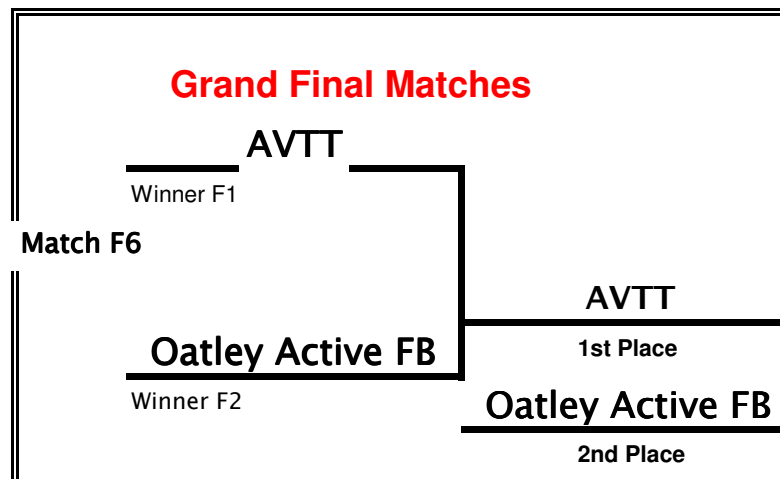 Grand Final Matches
AVTT
Winner F1
Match F6
AVTT
1st Place
Oatley Active FB
Winner F2
Oatley Active FB
2nd Place